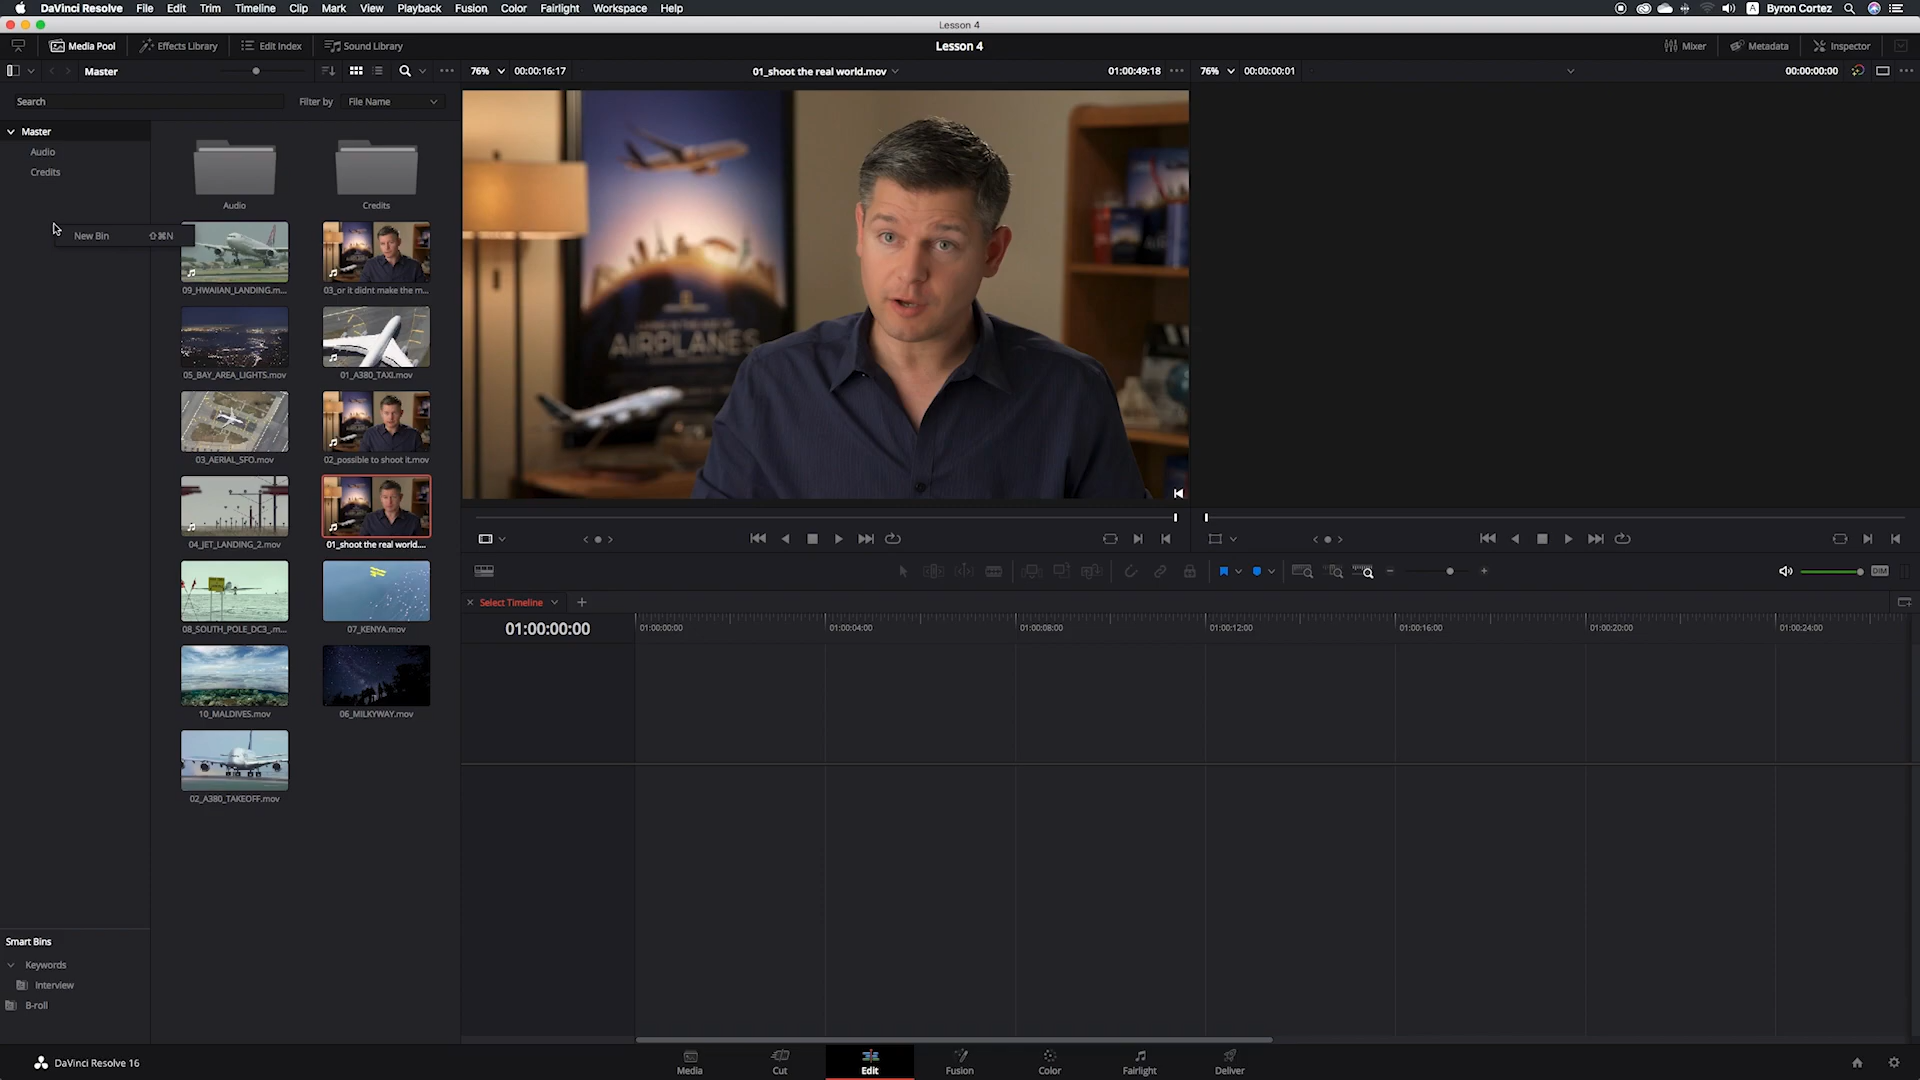 DaVinci Resolve File Edit Trim Timeline Clip Mark View Playback Fusion Color Fairlight Workspace Help A Byron Cortez
Lesson 4
Media Pool Effects Library Edit Index Sound Library Lesson 4 Mixer Metadata Inspector
Master 76% 00:00:16:17 01_shoot the real world.mov 01:00:49:18 76% 00:00:00:01 00:00:00:00
Search Filter by File Name
Master
Audio
Credits
New Bin ⇧⌘N
Audio Credits
09_HWAIIAN_LANDING.m... 03_or it didnt make the m...
05_BAY_AREA_LIGHTS.mov 01_A380_TAXI.mov
03_AERIAL_SFO.mov 02_possible to shoot it.mov
04_JET_LANDING_2.mov 01_shoot the real world....
08_SOUTH_POLE_DC3_.m... 07_KENYA.mov
10_MALDIVES.mov 06_MILKYWAY.mov
02_A380_TAKEOFF.mov
AIRPLANES
DIM
Select Timeline
01:00:00:00
01:00:00:00 01:00:04:00 01:00:08:00 01:00:12:00 01:00:16:00 01:00:20:00 01:00:24:00
Smart Bins
Keywords
Interview
B-roll
DaVinci Resolve 16
Media Cut Edit Fusion Color Fairlight Deliver